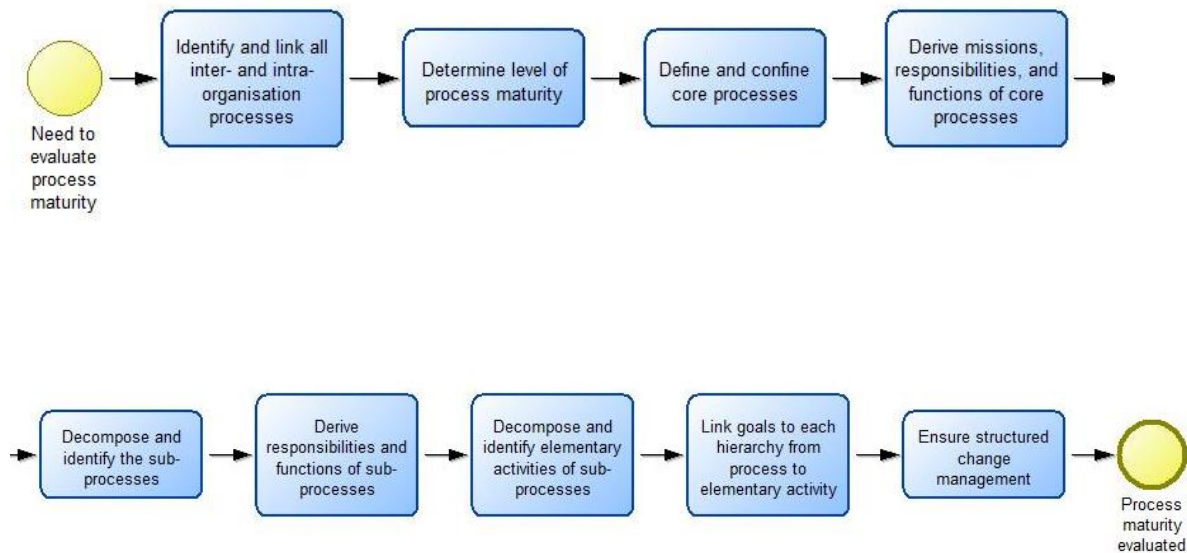 Identify and link all
inter- and intra-
organisation
processes
Determine level of
process maturity
Define and confine
core processes
Derive missions,
responsibilities, and
functions of core
processes
Need to
evaluate
process
maturity
Decompose and
identify the sub-
processes
Derive
responsibilities and
functions of sub-
processes
Decompose and
identify elementary
activities of sub-
processes
Link goals to each
hierarchy from
process to
elementary activity
Ensure structured
change
management
Process
maturity
evaluated